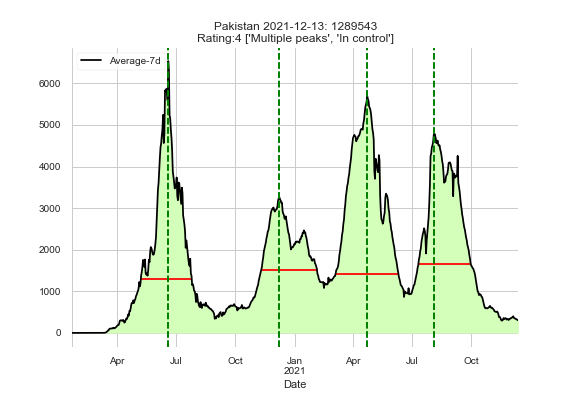 Pakistan 2021-12-13: 1289543
Rating:4 ['Multiple peaks', 'In control']
Average-7d
6000
5000
4000
3000
2000
1000
0
Apr Jul Oct Jan Apr Jul Oct
2021
Date